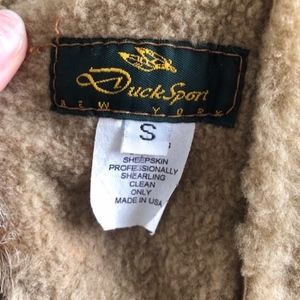 DuckSport
NEW YORK
S
SHEEPSKIN
PROFESSIONALLY
SHEARLING
CLEAN
ONLY
MADE IN USA